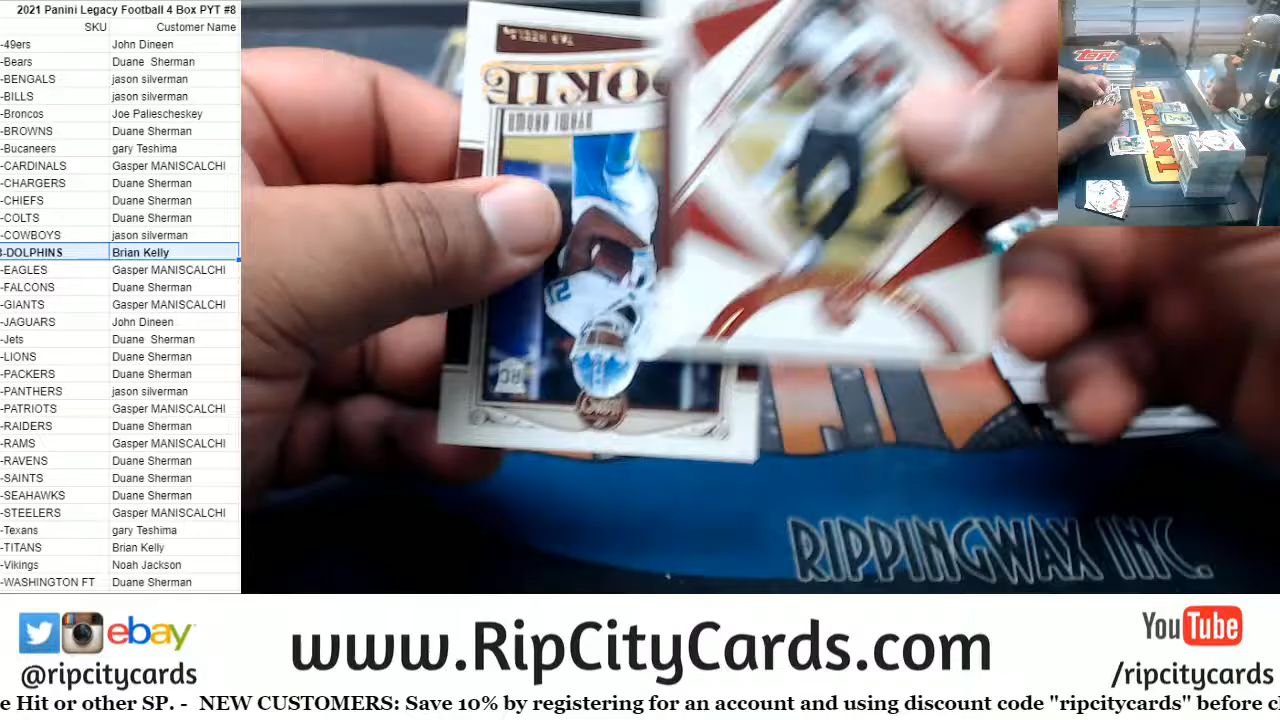 2021 Panini Legacy Football 4 Box PYT #8
SKU Customer Name
-49ers John Dineen
-Bears Duane Sherman
-BENGALS jason silverman
-BILLS jason silverman
-Broncos Joe Paliescheskey
-BROWNS Duane Sherman
-Bucaneers gary Teshima
-CARDINALS Gasper MANISCALCHI
-CHARGERS Duane Sherman
-CHIEFS Duane Sherman
-COLTS Duane Sherman
-COWBOYS jason silverman
-DOLPHINS Brian Kelly
-EAGLES Gasper MANISCALCHI
-FALCONS Duane Sherman
-GIANTS Gasper MANISCALCHI
-JAGUARS John Dineen
-Jets Duane Sherman
-LIONS Duane Sherman
-PACKERS Duane Sherman
-PANTHERS jason silverman
-PATRIOTS Gasper MANISCALCHI
-RAIDERS Duane Sherman
-RAMS Gasper MANISCALCHI
-RAVENS Duane Sherman
-SAINTS Duane Sherman
-SEAHAWKS Duane Sherman
-STEELERS Gasper MANISCALCHI
-Texans gary Teshima
-TITANS Brian Kelly
-Vikings Noah Jackson
-WASHINGTON FT Duane Sherman
TAR HEELS
DYAMI BROWN
RC
PANINI
RIPPINGWAX INC.
ebay
@ripcitycards
www.RipCityCards.com
YouTube
/ripcitycards
e Hit or other SP. - NEW CUSTOMERS: Save 10% by registering for an account and using discount code "ripcitycards" before c